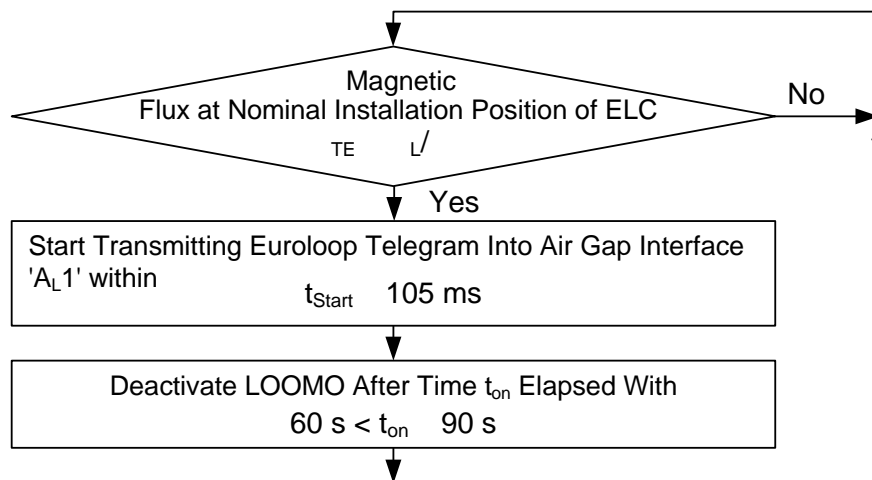 Magnetic
Flux at Nominal Installation Position of ELC
TE L/
No
Yes
Start Transmitting Euroloop Telegram Into Air Gap Interface
'AL1' within
tStart 105 ms
Deactivate LOOMO After Time ton Elapsed With
60 s < ton 90 s